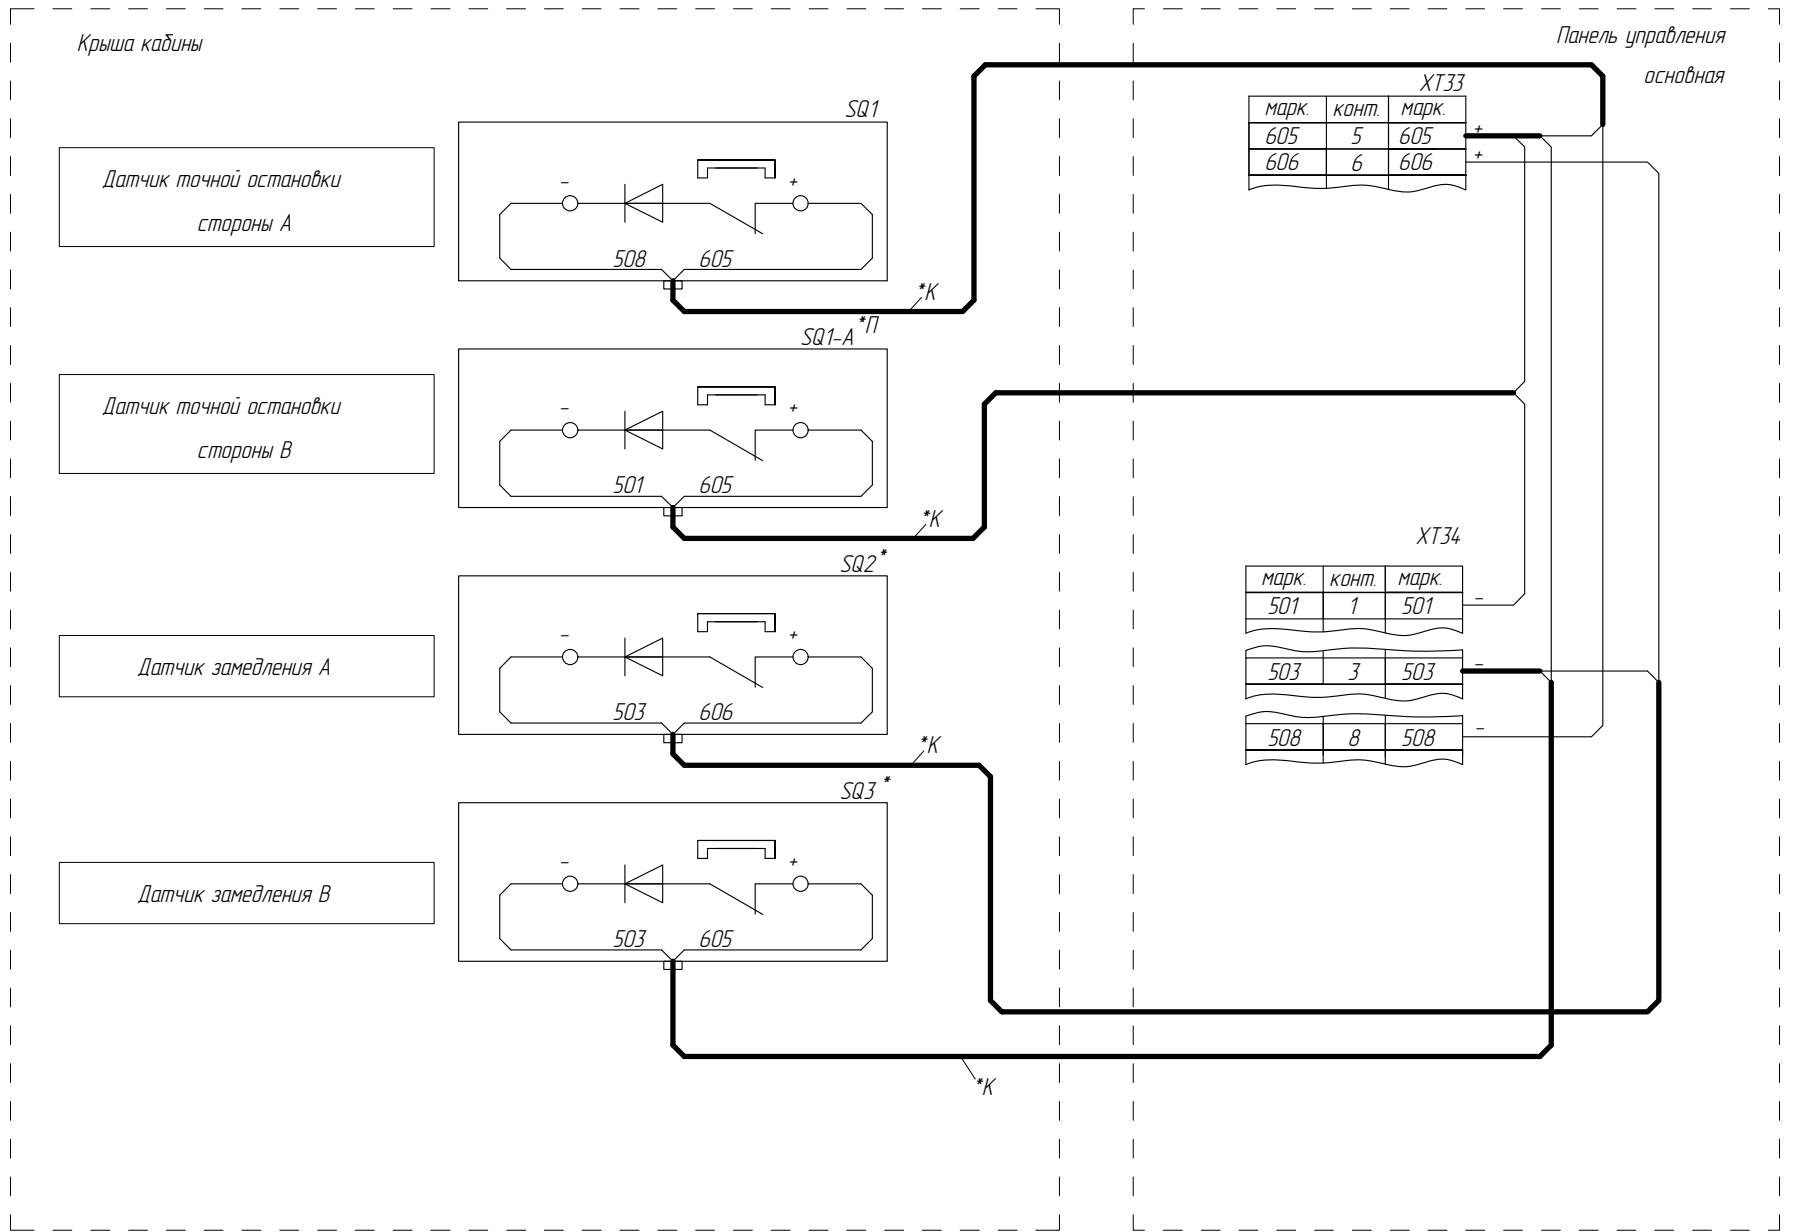 Крыша кабины
Панель управления
основная
SQ1
Датчик точной остановки
стороны А
- +
508 605
*К
SQ1-А *П
Датчик точной остановки
стороны В
- +
501 605
*К
SQ2 *
Датчик замедления А
- +
503 606
*К
SQ3 *
Датчик замедления В
- +
503 605
*К
XT33
марк. конт. марк.
605 5 605 +
606 6 606 +
XT34
марк. конт. марк.
501 1 501 -
503 3 503 -
508 8 508 -